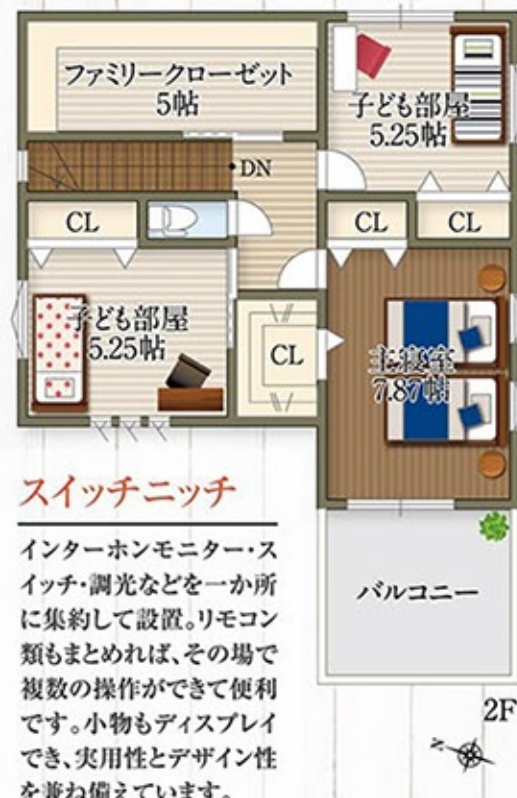 ファミリークローゼット
5帖
子ども部屋
5.25帖
DN
CL
CL
CL
子ども部屋
5.25帖
CL
主寝室
7.87帖
スイッチニッチ
インターホンモニター・ス
イッチ・調光などを一か所
に集約して設置。リモコン
類もまとめれば、その場で
複数の操作ができて便利
です。小物もディスプレイ
でき、実用性とデザイン性
を兼ね備えています。
バルコニー
2F
N